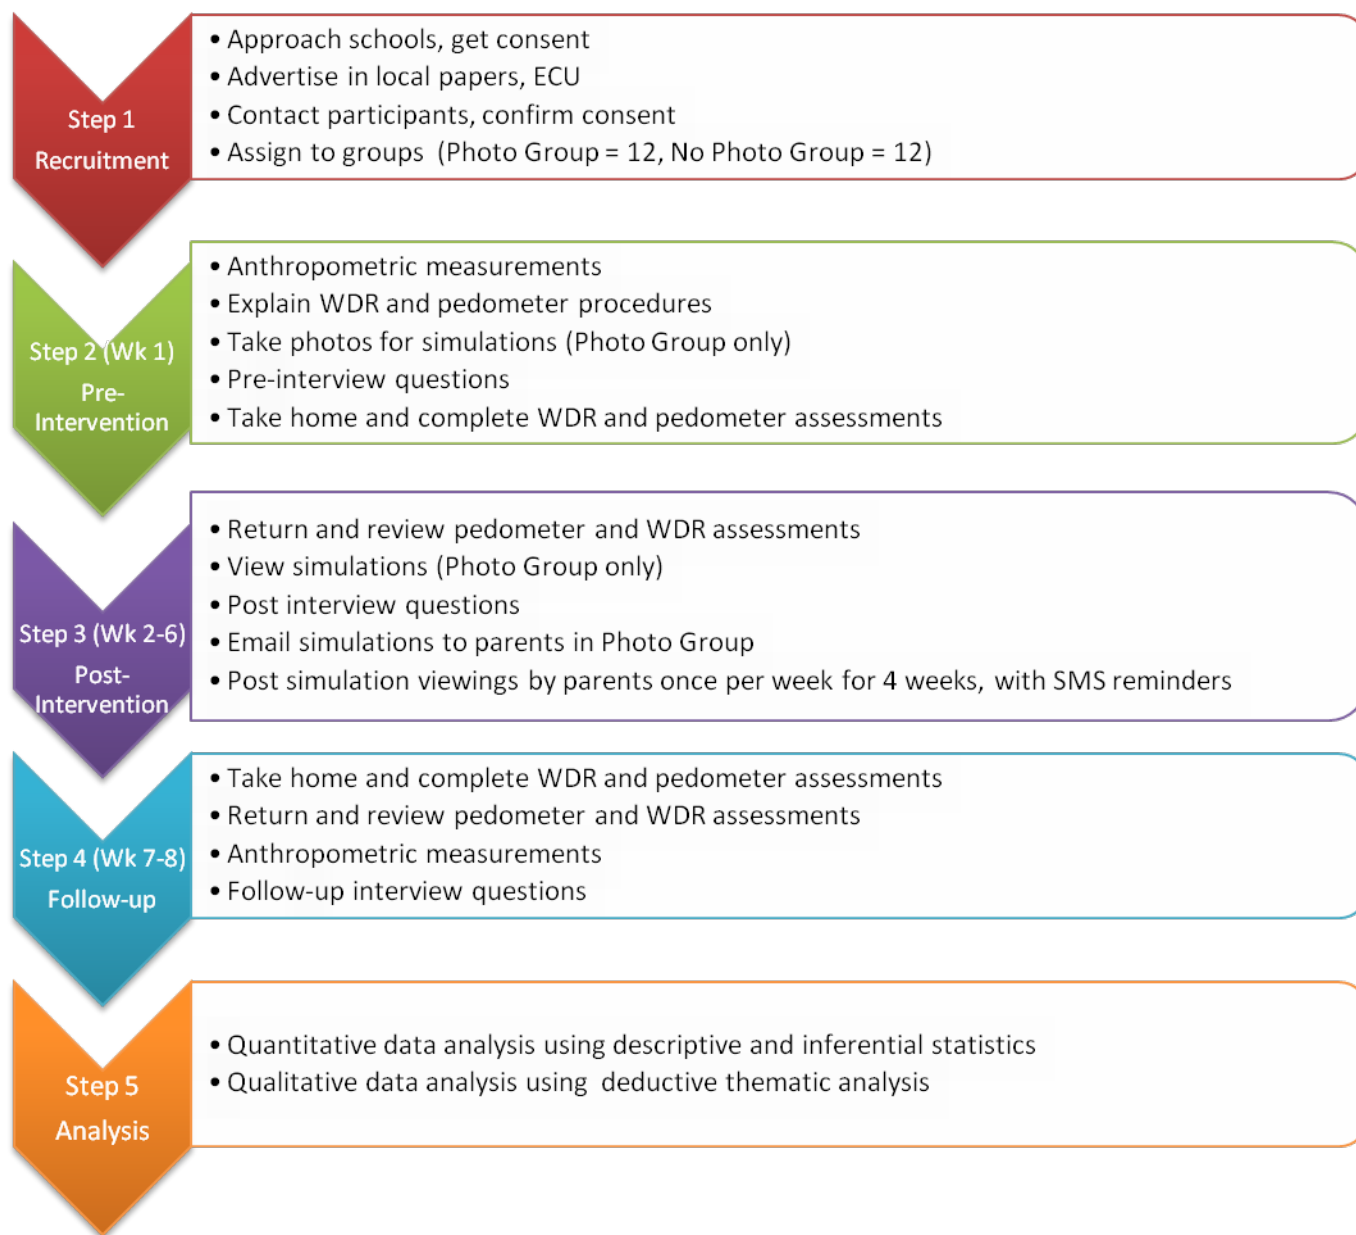 Step 1
Recruitment
• Approach schools, get consent
• Advertise in local papers, ECU
• Contact participants, confirm consent
• Assign to groups (Photo Group = 12, No Photo Group = 12)
Step 2 (Wk 1)
Pre-
Intervention
• Anthropometric measurements
• Explain WDR and pedometer procedures
• Take photos for simulations (Photo Group only)
• Pre-interview questions
• Take home and complete WDR and pedometer assessments
Step 3 (Wk 2-6)
Post-
Intervention
• Return and review pedometer and WDR assessments
• View simulations (Photo Group only)
• Post interview questions
• Email simulations to parents in Photo Group
• Post simulation viewings by parents once per week for 4 weeks, with SMS reminders
Step 4 (Wk 7-8)
Follow-up
• Take home and complete WDR and pedometer assessments
• Return and review pedometer and WDR assessments
• Anthropometric measurements
• Follow-up interview questions
Step 5
Analysis
• Quantitative data analysis using descriptive and inferential statistics
• Qualitative data analysis using deductive thematic analysis